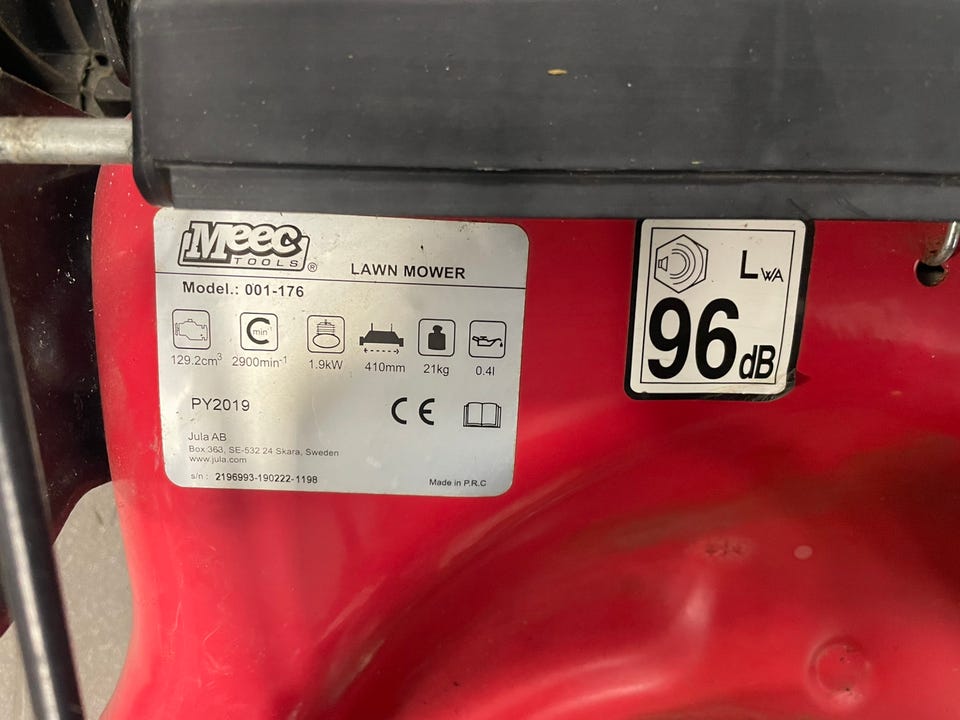 Meec
TOOLS®
LAWN MOWER
Model.: 001-176
min⁻¹
129.2cm³ 2900min⁻¹ 1.9kW 410mm 21kg 0.4l
PY2019
CE
Jula AB
Box 363, SE-532 24 Skara, Sweden
www.jula.com
s/n : 2196993-190222-1198
Made in P.R.C
LWA
96dB